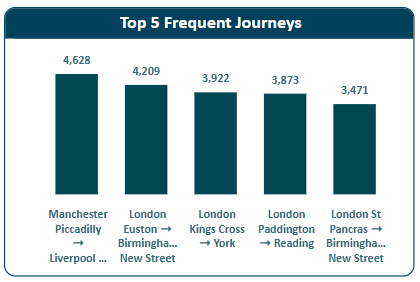 Top 5 Frequent Journeys
4,628
4,209
3,922
3,873
3,471
Manchester
Piccadilly
→
Liverpool ...
London
Euston →
Birmingha...
New Street
London
Kings Cross
→ York
London
Paddington
→ Reading
London St
Pancras →
Birmingha...
New Street